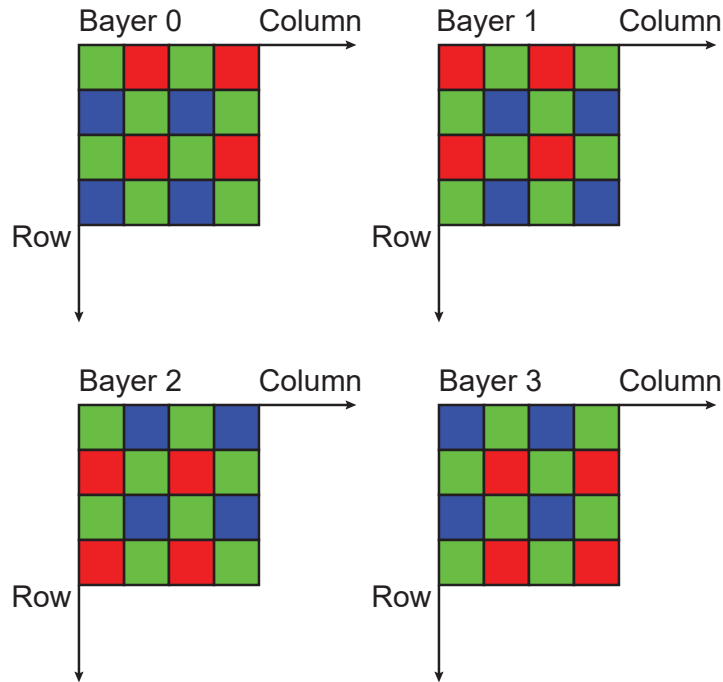 Bayer 0 Column
Row
Bayer 1 Column
Row
Bayer 2 Column
Row
Bayer 3 Column
Row